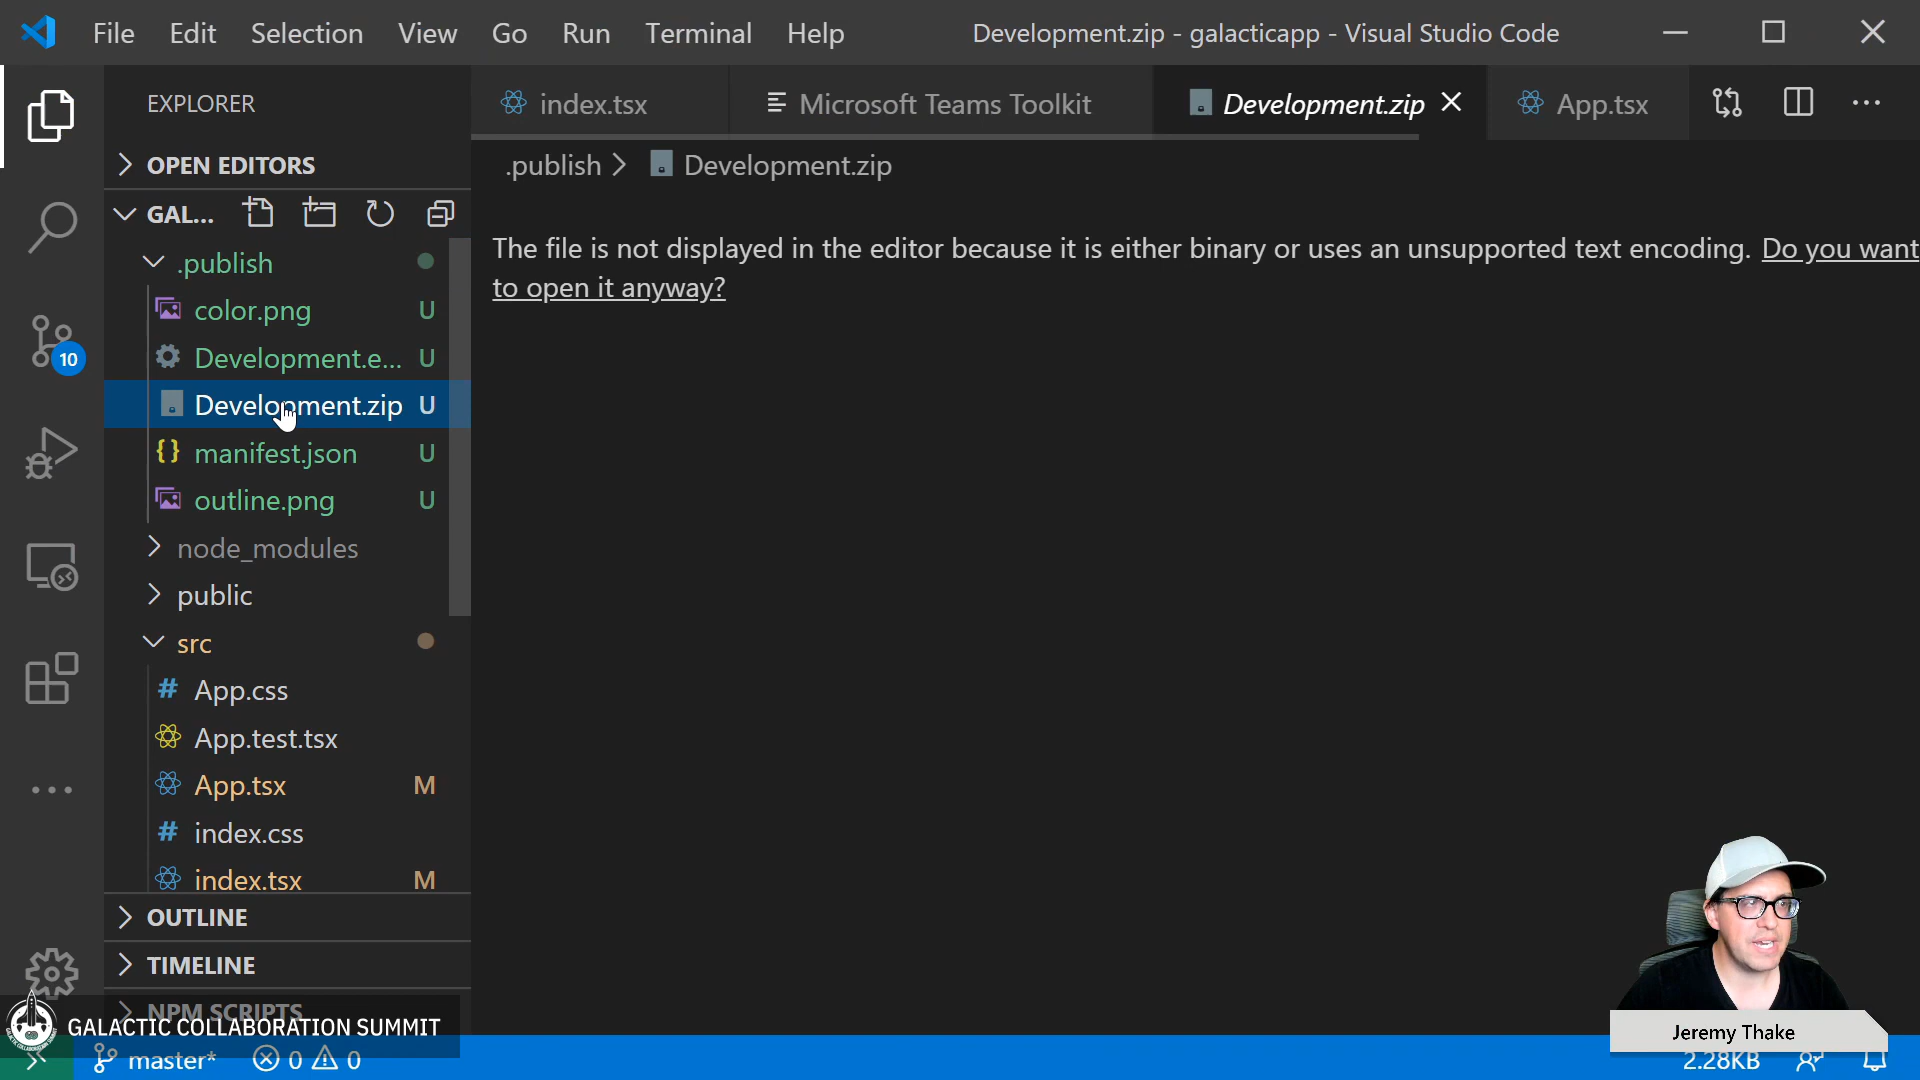 File Edit Selection View Go Run Terminal Help Development.zip - galacticapp - Visual Studio Code
EXPLORER
index.tsx
Microsoft Teams Toolkit
Development.zip
App.tsx
OPEN EDITORS
.publish
Development.zip
GAL...
The file is not displayed in the editor because it is either binary or uses an unsupported text encoding. Do you want
to open it anyway?
.publish
color.png U
Development.e... U
Development.zip U
manifest.json U
outline.png U
node_modules
public
src
App.css
App.test.tsx
App.tsx M
index.css
index.tsx M
OUTLINE
TIMELINE
NPM SCRIPTS
10
GALACTIC COLLABORATION SUMMIT
Jeremy Thake
master* 0 0
2.28KB